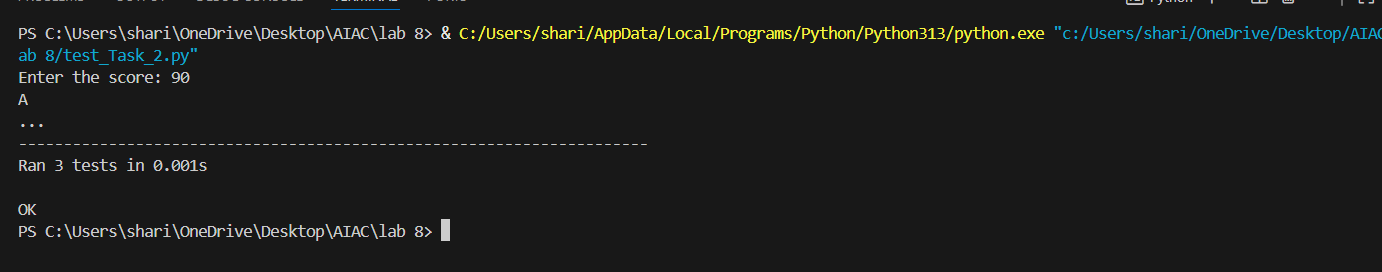 Python
PS C:\Users\shari\OneDrive\Desktop\AIAC\lab 8> & C:/Users/shari/AppData/Local/Programs/Python/Python313/python.exe "c:/Users/shari/OneDrive/Desktop/AIAC
ab 8/test_Task_2.py"
Enter the score: 90
A
...
----------------------------------------------------------------------
Ran 3 tests in 0.001s
OK
PS C:\Users\shari\OneDrive\Desktop\AIAC\lab 8>